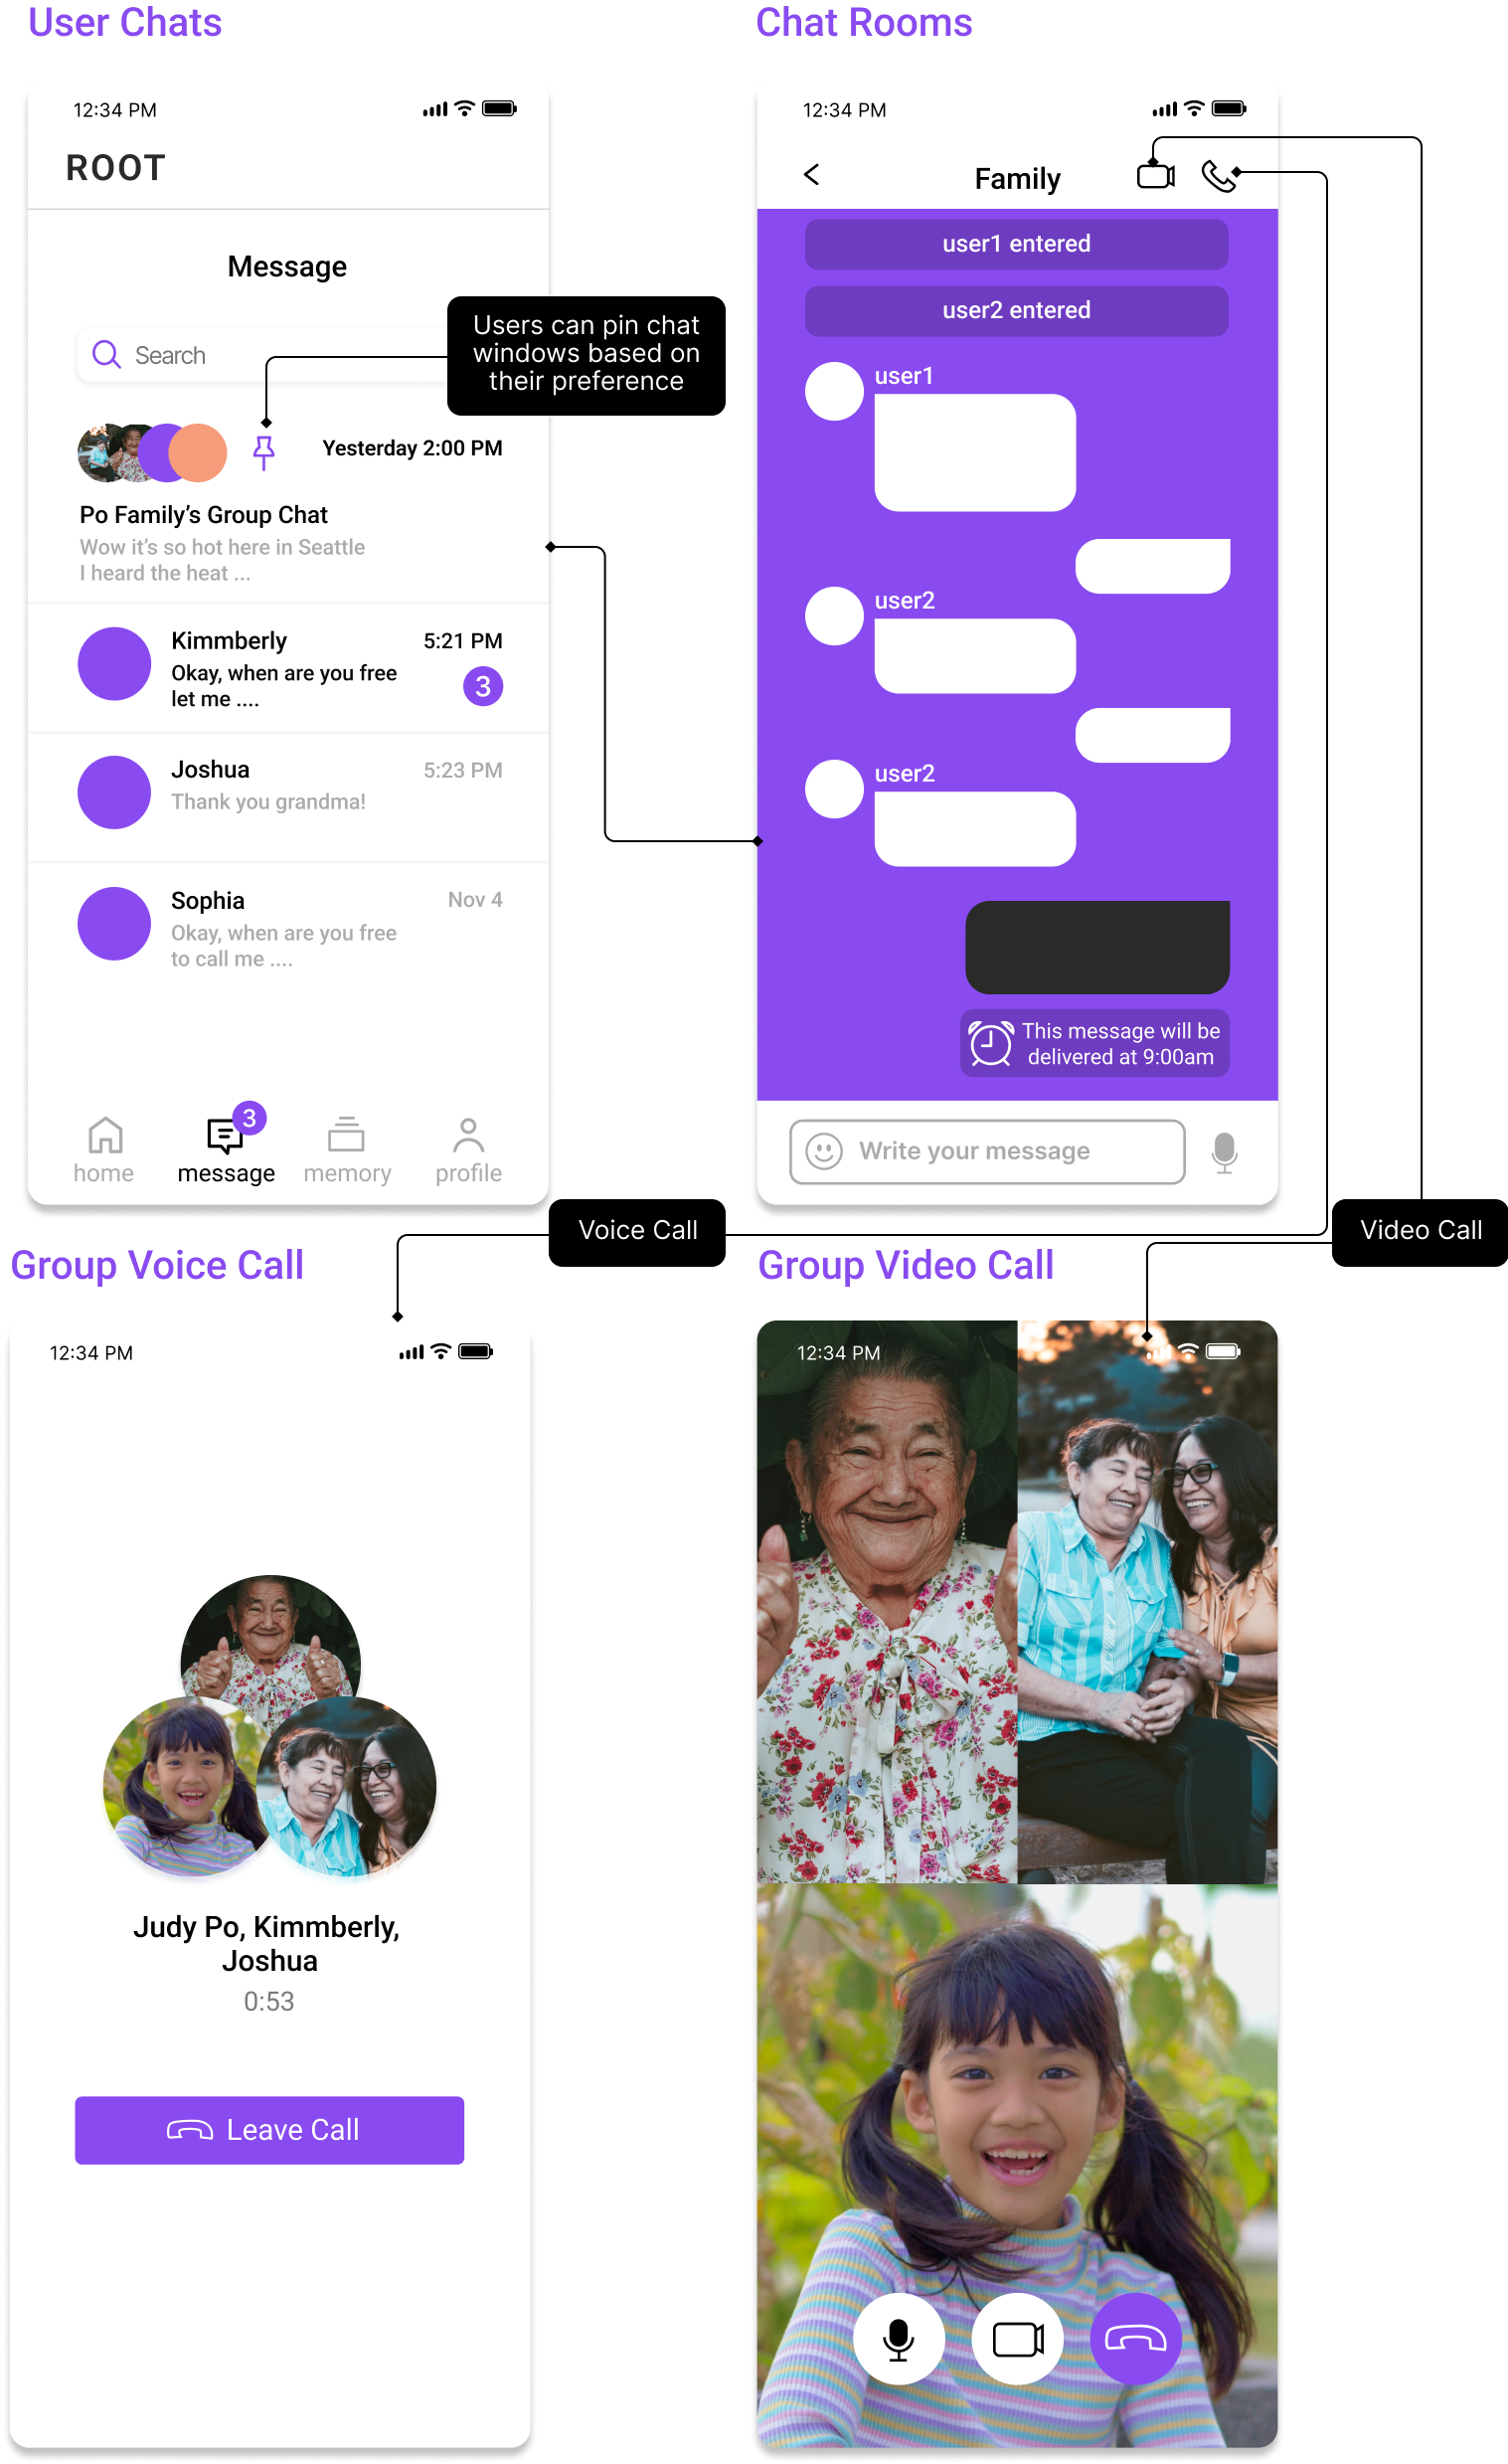 User Chats
12:34 PM
ROOT
Message
Search
Users can pin chat
windows based on
their preference
Yesterday 2:00 PM
Po Family’s Group Chat
Wow it’s so hot here in Seattle
I heard the heat ...
Kimmberly
5:21 PM
Okay, when are you free
let me ....
3
Joshua
5:23 PM
Thank you grandma!
Sophia
Nov 4
Okay, when are you free
to call me ....
3
home
message
memory
profile
Chat Rooms
12:34 PM
Family
user1 entered
user2 entered
user1
user2
user2
This message will be
delivered at 9:00am
Write your message
Voice Call
Video Call
Group Voice Call
12:34 PM
Judy Po, Kimmberly,
Joshua
0:53
Leave Call
Group Video Call
12:34 PM